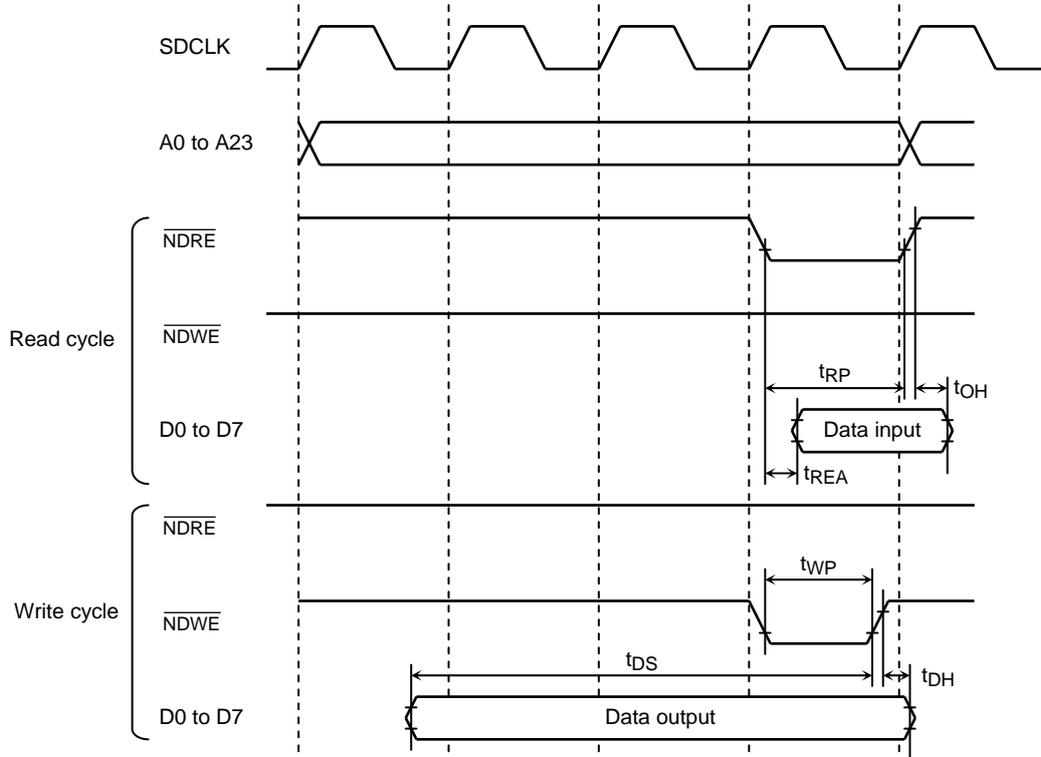 SDCLK
A0 to A23
NDRE
Read cycle
NDWE
tRP
tOH
D0 to D7
Data input
tREA
NDRE
tWP
Write cycle
NDWE
tDS
tDH
D0 to D7
Data output